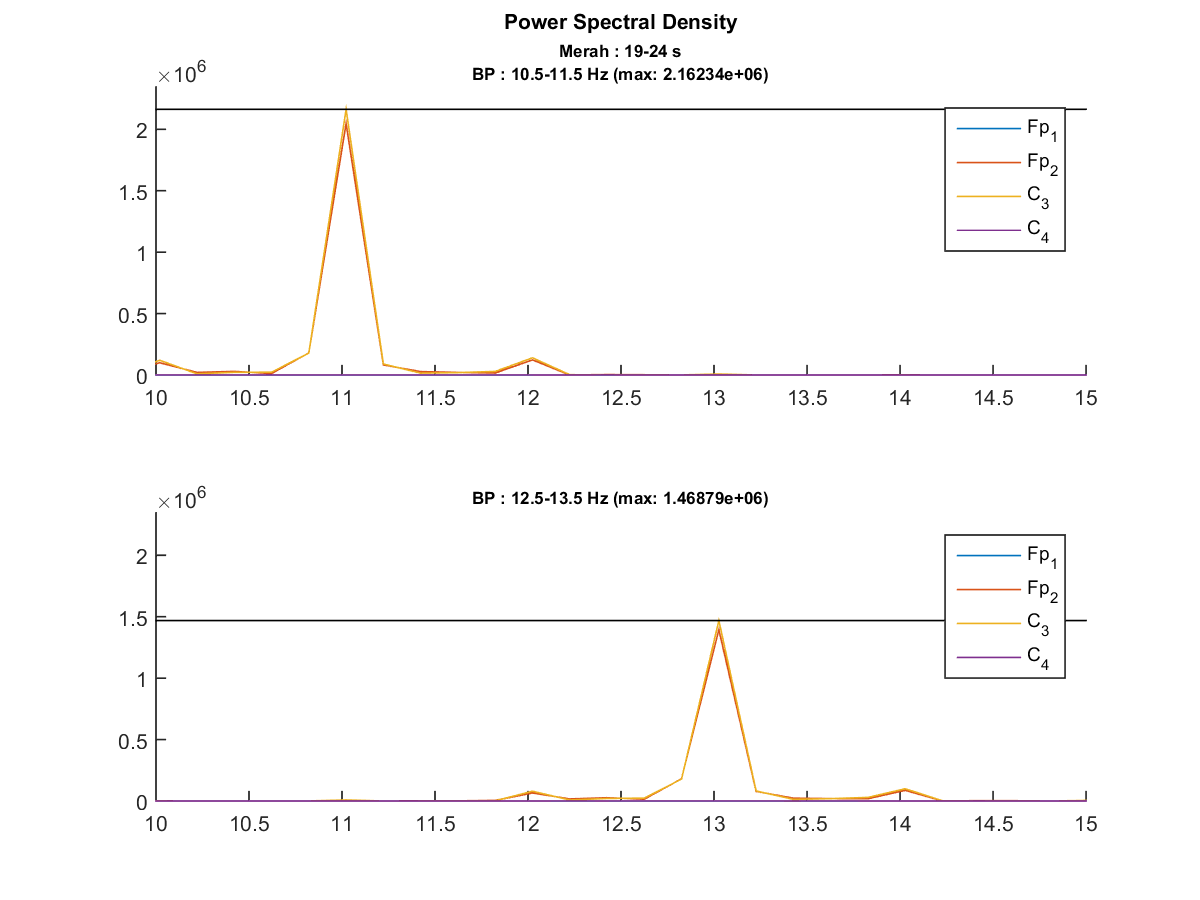 Power Spectral Density
Merah : 19-24 s
BP : 10.5-11.5 Hz (max: 2.16234e+06)
×10⁶
2
1.5
1
0.5
0
10 10.5 11 11.5 12 12.5 13 13.5 14 14.5 15
Fp₁
Fp₂
C₃
C₄
BP : 12.5-13.5 Hz (max: 1.46879e+06)
×10⁶
2
1.5
1
0.5
0
10 10.5 11 11.5 12 12.5 13 13.5 14 14.5 15
Fp₁
Fp₂
C₃
C₄